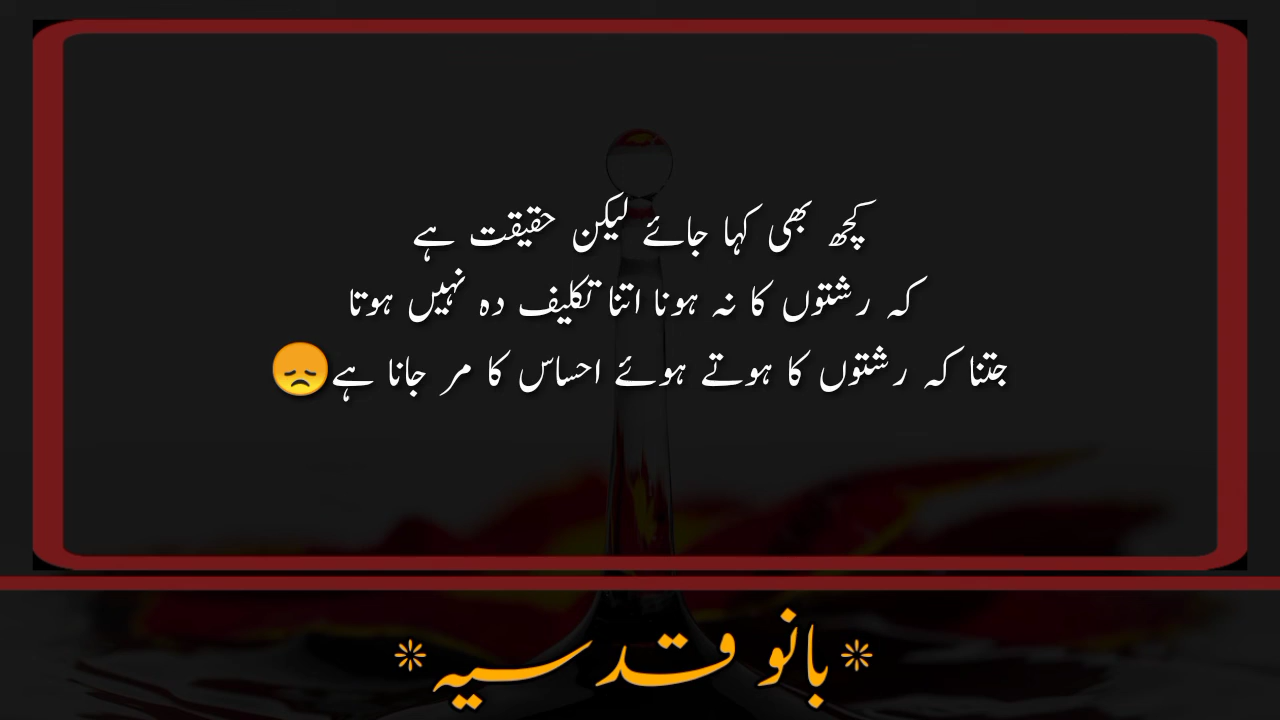 کچھ بھی کہا جائے لیکن حقیقت ہے
کہ رشتوں کا نہ ہونا اتنا تکلیف دہ نہیں ہوتا
جتنا کہ رشتوں کا ہوتے ہوئے احساس کا مر جانا ہے😞
*بانو قدسیہ*